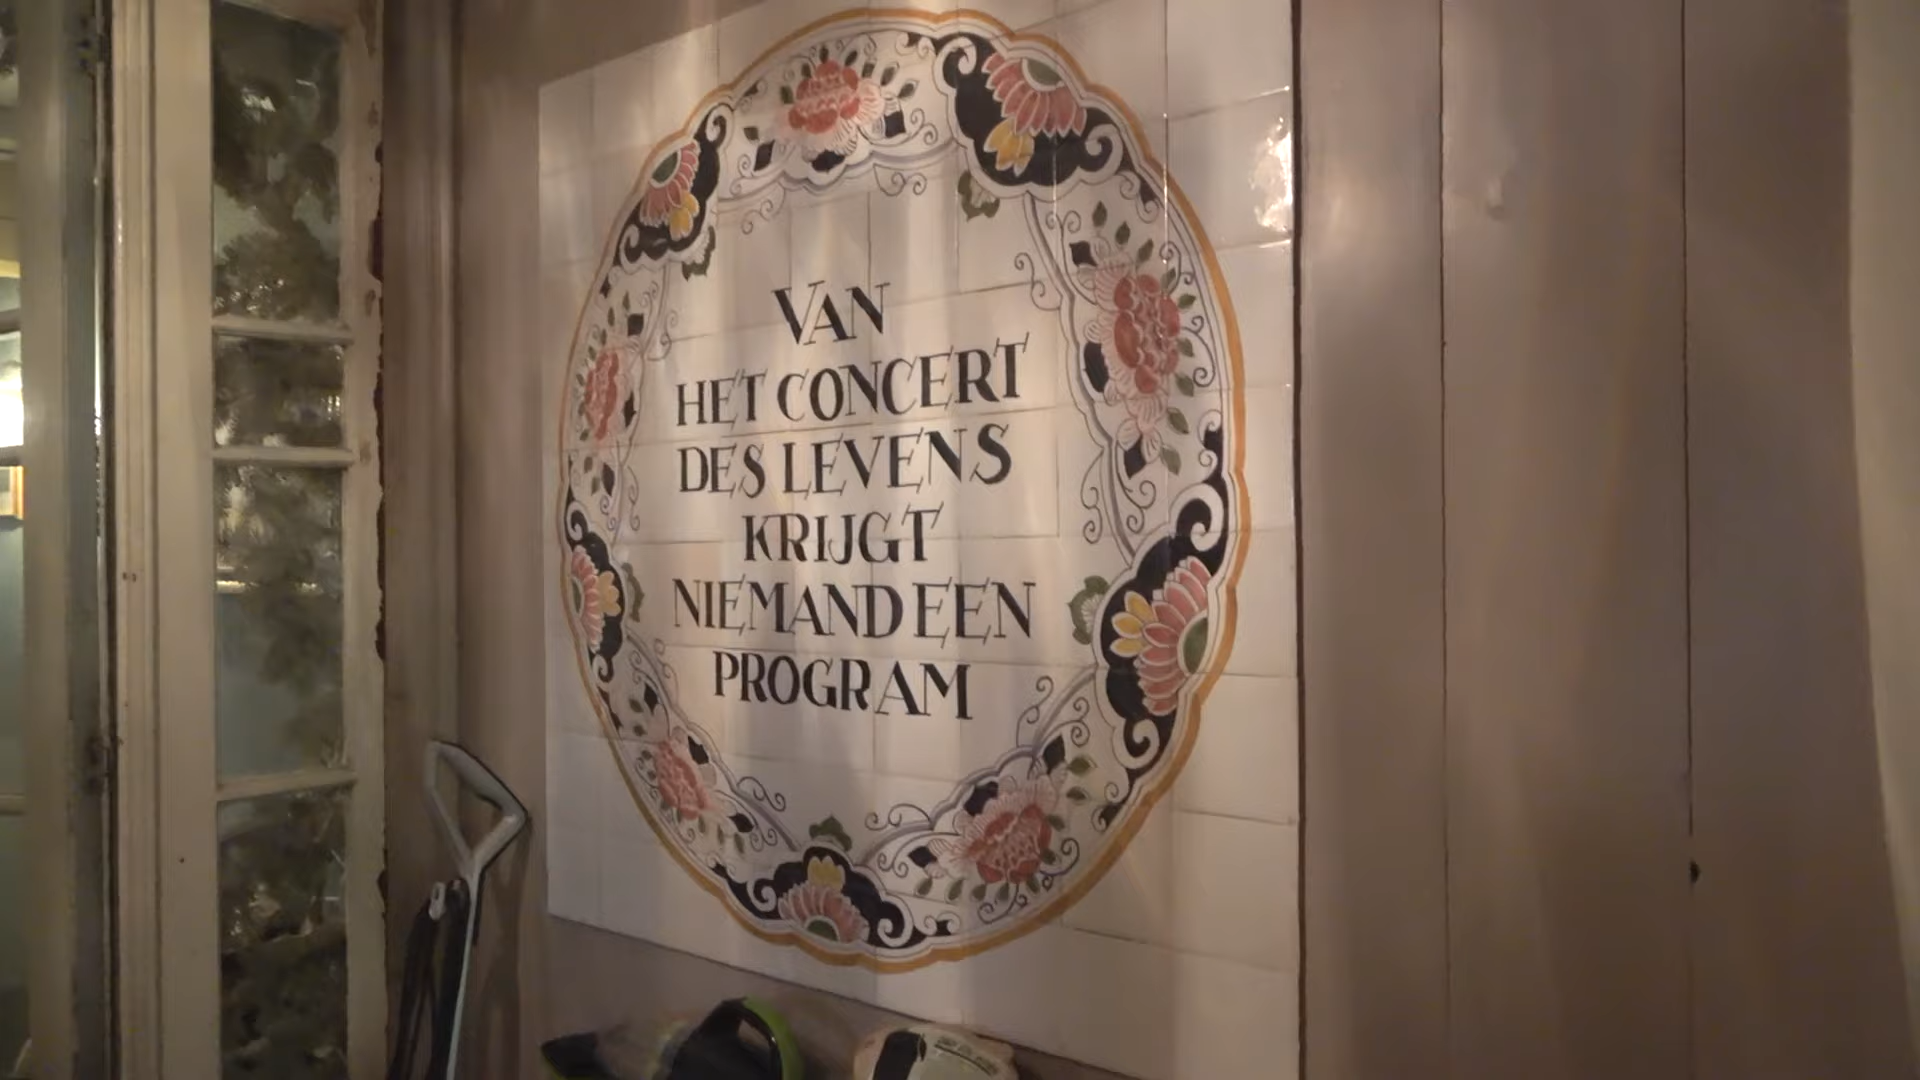 VAN
HET CONCERT
DES LEVENS
KRIJGT
NIEMAND EEN
PROGRAM